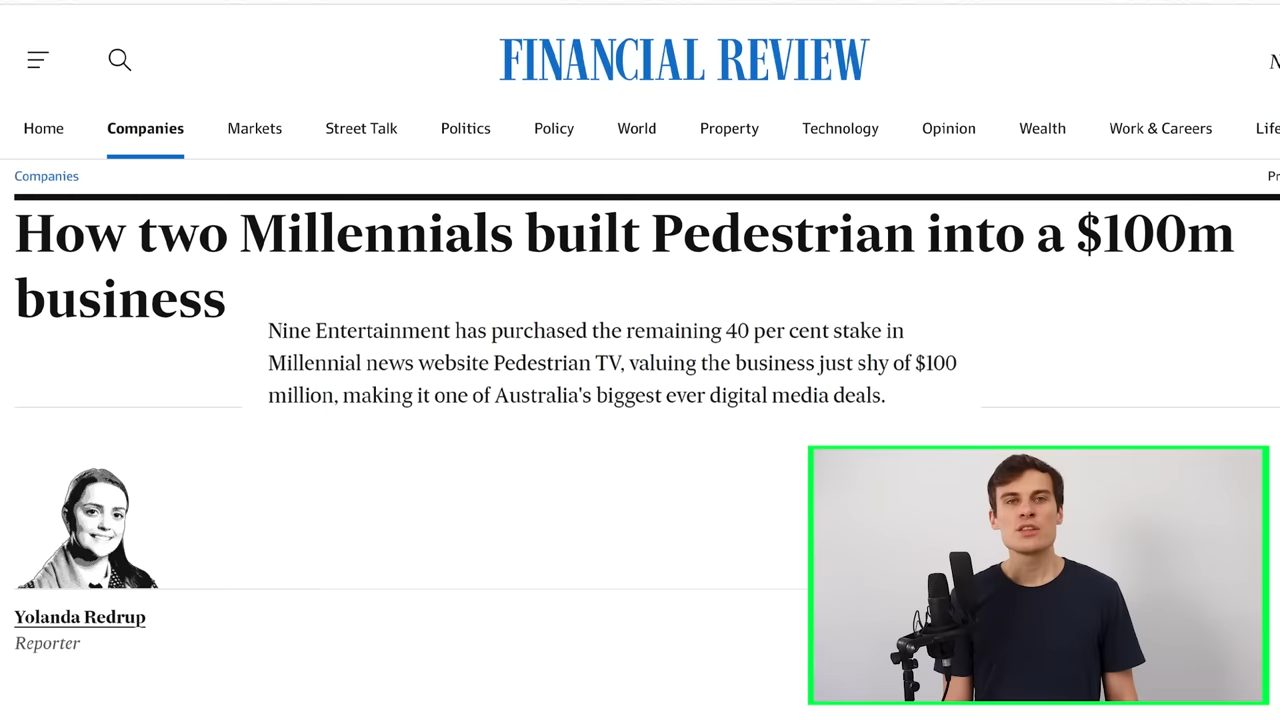 FINANCIAL REVIEW
N
Home Companies Markets Street Talk Politics Policy World Property Technology Opinion Wealth Work & Careers Life
Companies
Pr
How two Millennials built Pedestrian into a $100m
business
Nine Entertainment has purchased the remaining 40 per cent stake in
Millennial news website Pedestrian TV, valuing the business just shy of $100
million, making it one of Australia's biggest ever digital media deals.
Yolanda Redrup
Reporter